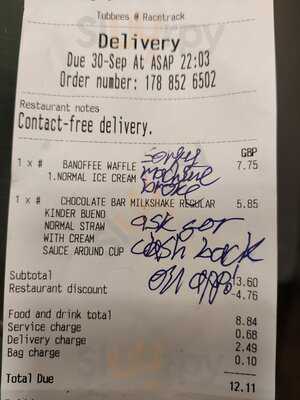 Tubbees @ Racetrack
Delivery
Due 30-Sep At ASAP 22:03
Order number: 178 852 6502
Restaurant notes
Contact-free delivery.
GBP
1 x # BANOFFEE WAFFLE 7.75
1.NORMAL ICE CREAM
sorry
machine
broke
1 x # CHOCOLATE BAR MILKSHAKE REGULAR 5.85
KINDER BUENO
NORMAL STRAW
WITH CREAM
SAUCE AROUND CUP
ask for
cash back
on app!
Subtotal 13.60
Restaurant discount -4.76
Food and drink total 8.84
Service charge 0.68
Delivery charge 2.49
Bag charge 0.10
Total Due 12.11